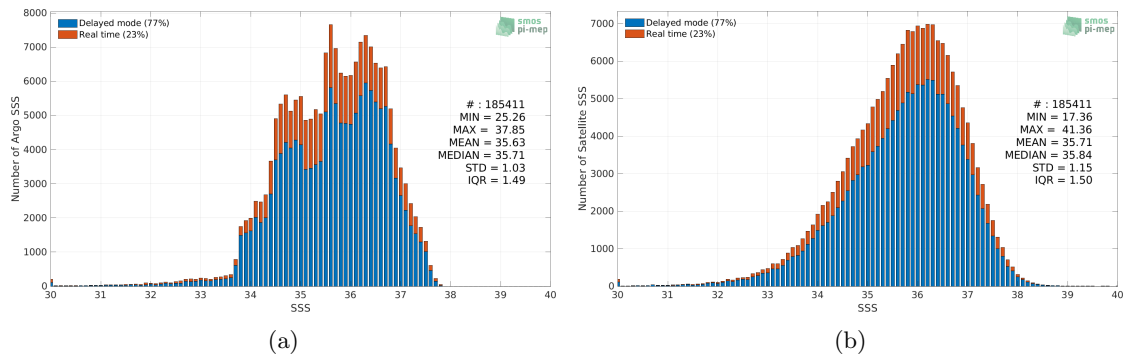 Delayed mode (77%)
Real time (23%)
smos
pi-mep
# : 185411
MIN = 25.26
MAX = 37.85
MEAN = 35.63
MEDIAN = 35.71
STD = 1.03
IQR = 1.49
Number of Argo SSS
8000
7000
6000
5000
4000
3000
2000
1000
0
30 31 32 33 34 35 36 37 38 39 40
SSS
(a)
Delayed mode (77%)
Real time (23%)
smos
pi-mep
# : 185411
MIN = 17.36
MAX = 41.36
MEAN = 35.71
MEDIAN = 35.84
STD = 1.15
IQR = 1.50
Number of Satellite SSS
7000
6000
5000
4000
3000
2000
1000
0
30 31 32 33 34 35 36 37 38 39 40
SSS
(b)